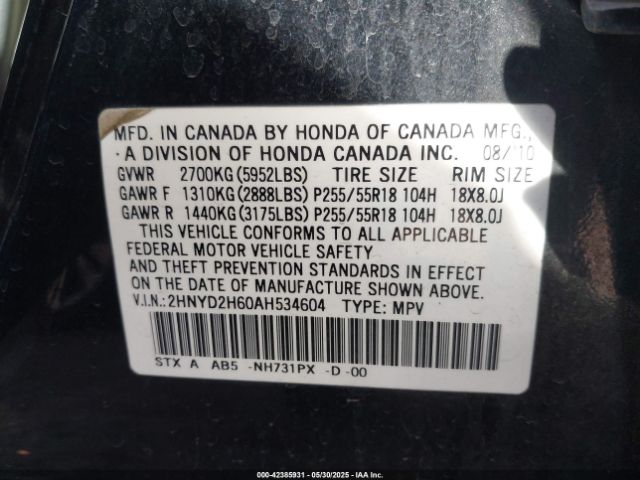 MFD. IN CANADA BY HONDA OF CANADA MFG.,
A DIVISION OF HONDA CANADA INC. 08/'10
GVWR 2700KG(5952LBS) TIRE SIZE RIM SIZE
GAWR F 1310KG(2888LBS) P255/55R18 104H 18X8.0J
GAWR R 1440KG(3175LBS) P255/55R18 104H 18X8.0J
THIS VEHICLE CONFORMS TO ALL APPLICABLE
FEDERAL MOTOR VEHICLE SAFETY
AND THEFT PREVENTION STANDARDS IN EFFECT
ON THE DATE OF MANUFACTURE SHOWN ABOVE.
V.I.N.:2HNYD2H60AH534604 TYPE: MPV
STX A AB5 -NH731PX -D -00
000-42385931 - 05/30/2025 - IAA Inc.